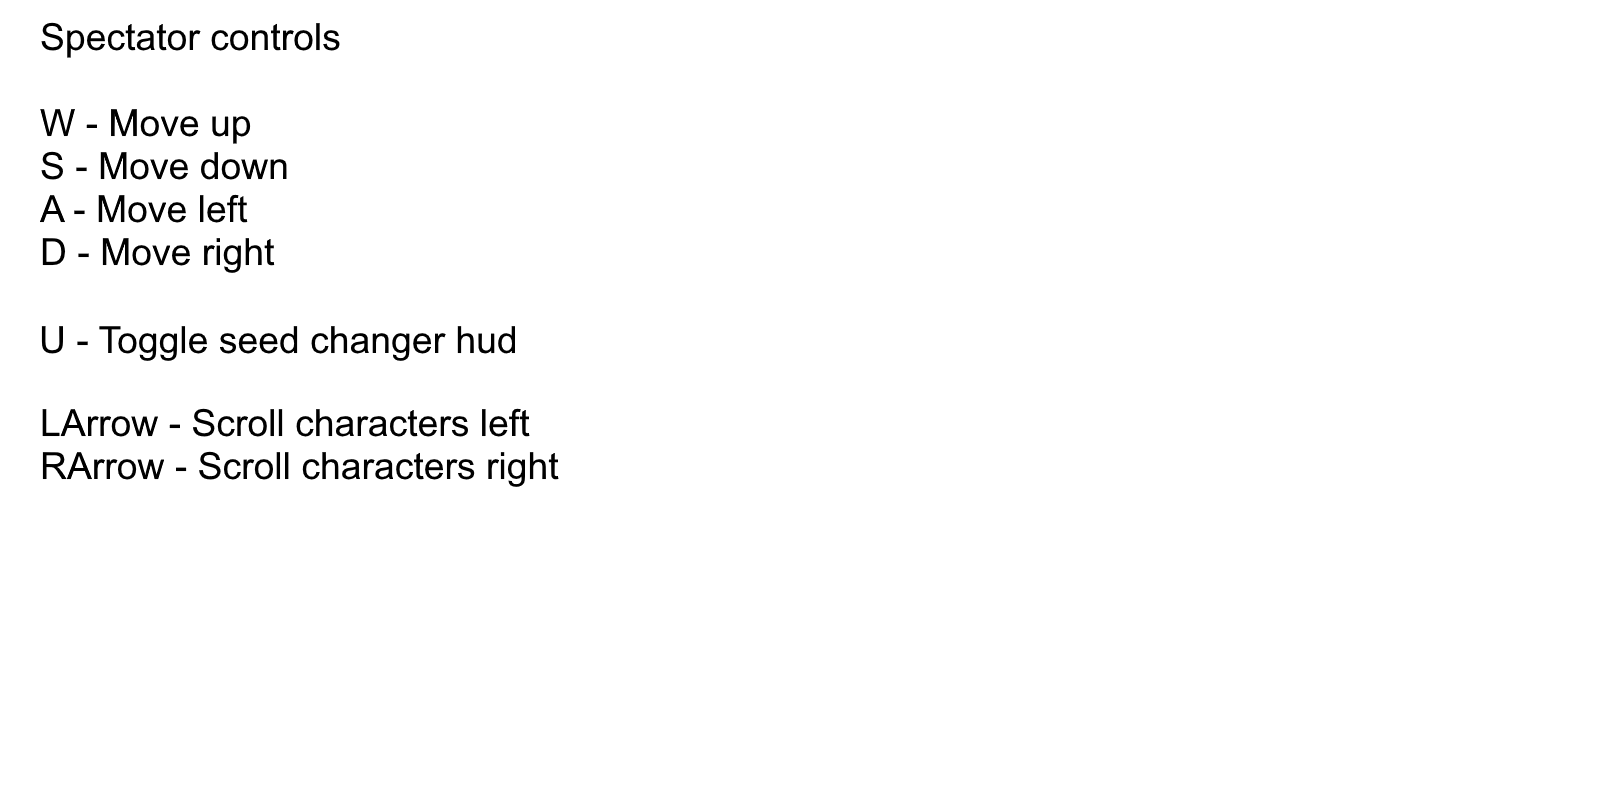 Spectator controls
W - Move up
S - Move down
A - Move left
D - Move right
U - Toggle seed changer hud
LArrow - Scroll characters left
RArrow - Scroll characters right